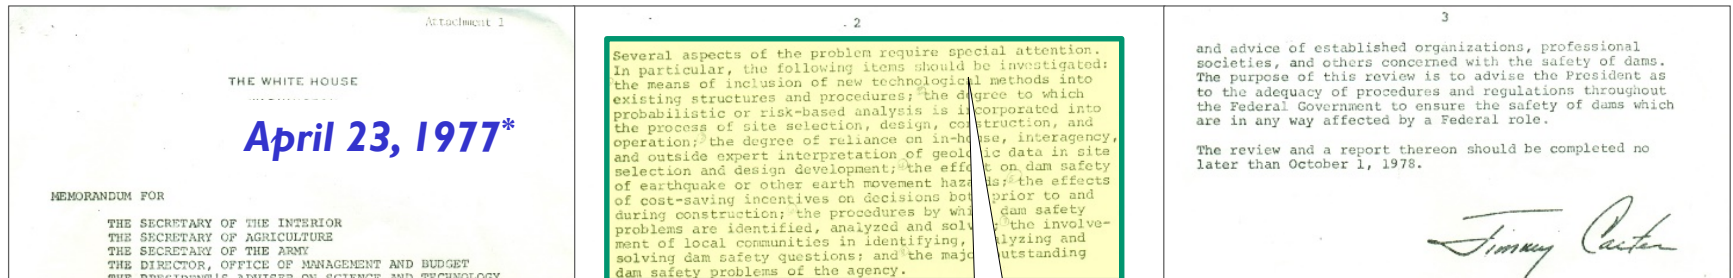 Attachment 1
THE WHITE HOUSE
April 23, 1977*
MEMORANDUM FOR
THE SECRETARY OF THE INTERIOR
THE SECRETARY OF AGRICULTURE
THE SECRETARY OF THE ARMY
THE DIRECTOR, OFFICE OF MANAGEMENT AND BUDGET
THE PRESIDENT'S ADVISER ON SCIENCE AND TECHNOLOGY
2
Several aspects of the problem require special attention.
In particular, the following items should be investigated:
the means of inclusion of new technological methods into
existing structures and procedures; the degree to which
probabilistic or risk-based analysis is incorporated into
the process of site selection, design, construction, and
operation; the degree of reliance on in-house, interagency,
and outside expert interpretation of geologic data in site
selection and design development; the effect on dam safety
of earthquake or other earth movement hazards; the effects
of cost-saving incentives on decisions both prior to and
during construction; the procedures by which dam safety
problems are identified, analyzed and solved; the involve-
ment of local communities in identifying, analyzing and
solving dam safety questions; and the major outstanding
dam safety problems of the agency.
3
and advice of established organizations, professional
societies, and others concerned with the safety of dams.
The purpose of this review is to advise the President as
to the adequacy of procedures and regulations throughout
the Federal Government to ensure the safety of dams which
are in any way affected by a Federal role.
The review and a report thereon should be completed no
later than October 1, 1978.
Jimmy Carter